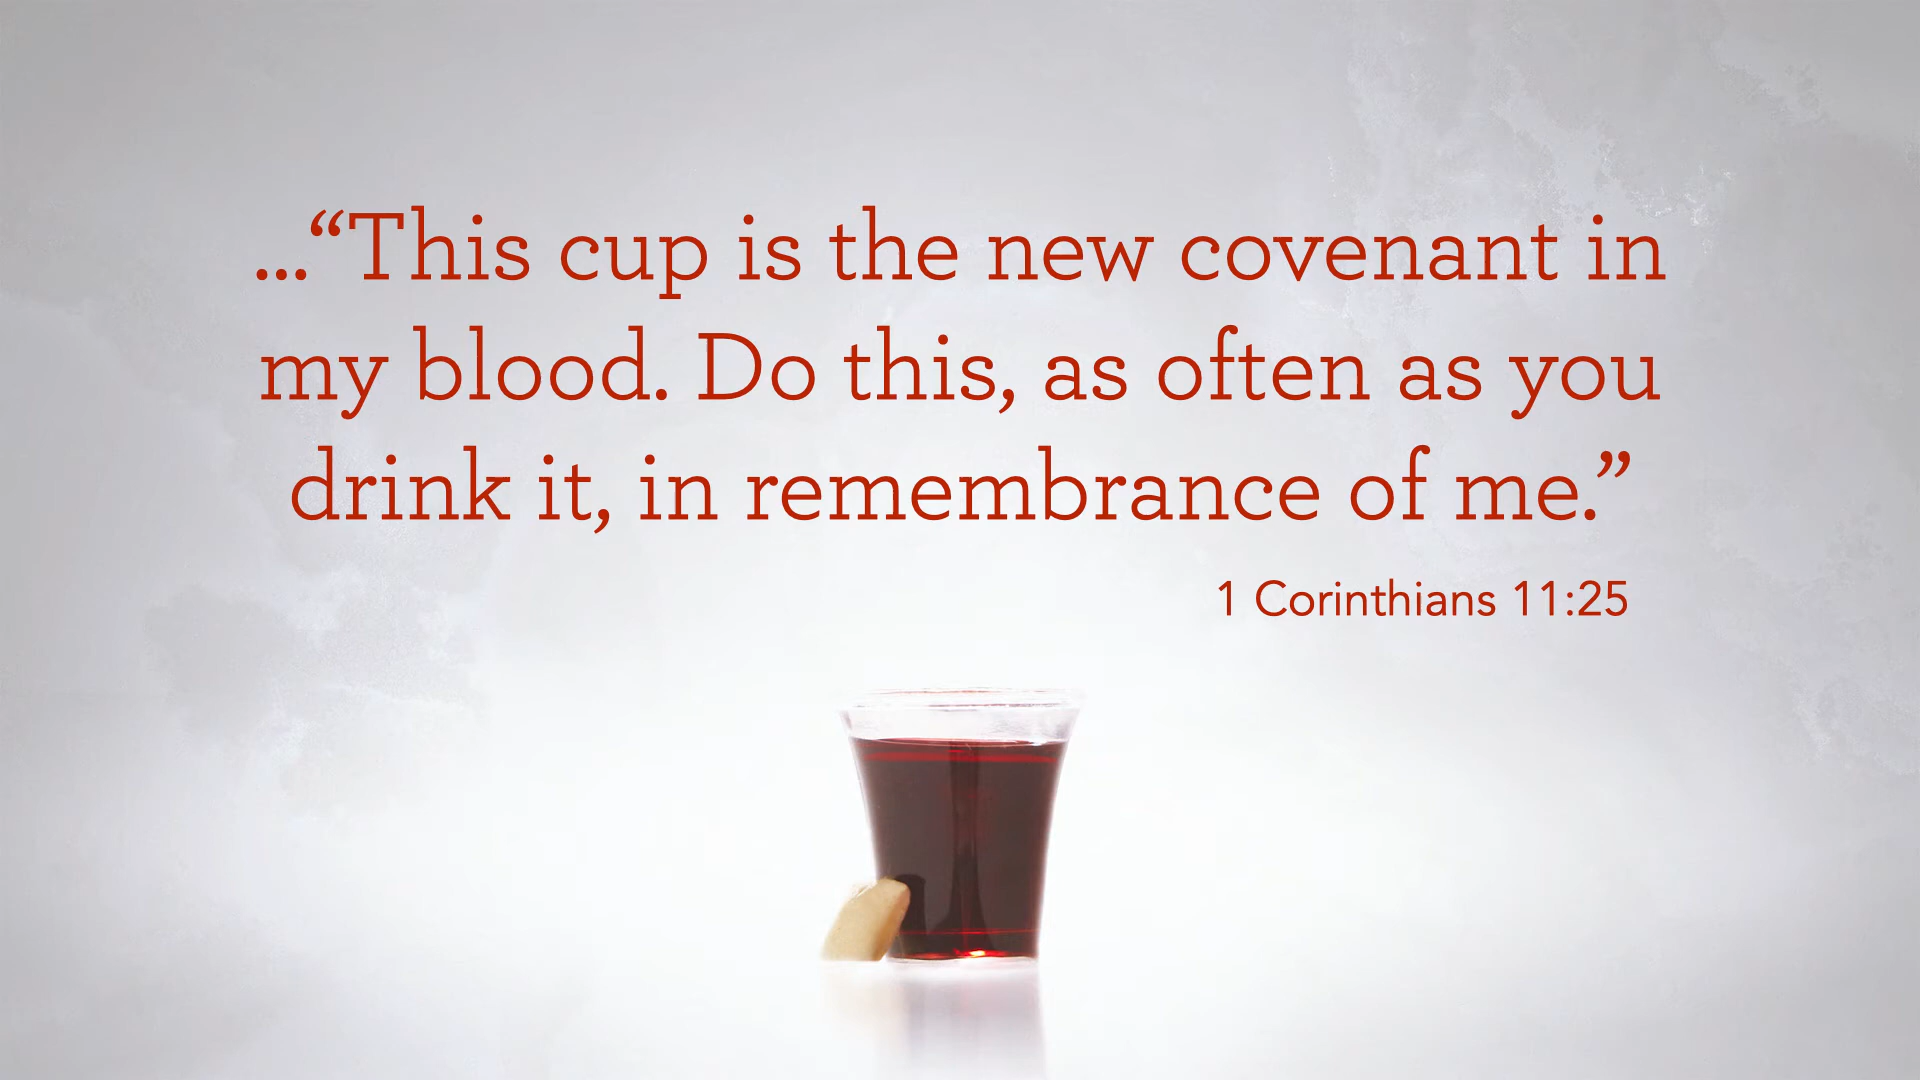 …“This cup is the new covenant in
my blood. Do this, as often as you
drink it, in remembrance of me.”
1 Corinthians 11:25